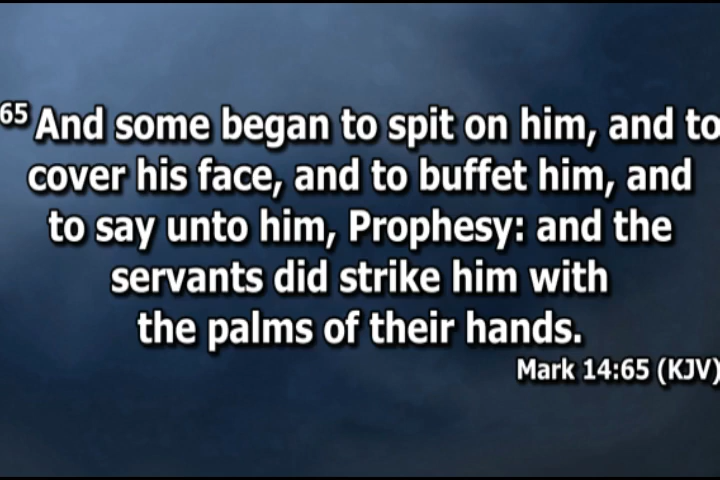 65 And some began to spit on him, and to
cover his face, and to buffet him, and
to say unto him, Prophesy: and the
servants did strike him with
the palms of their hands.
Mark 14:65 (KJV)